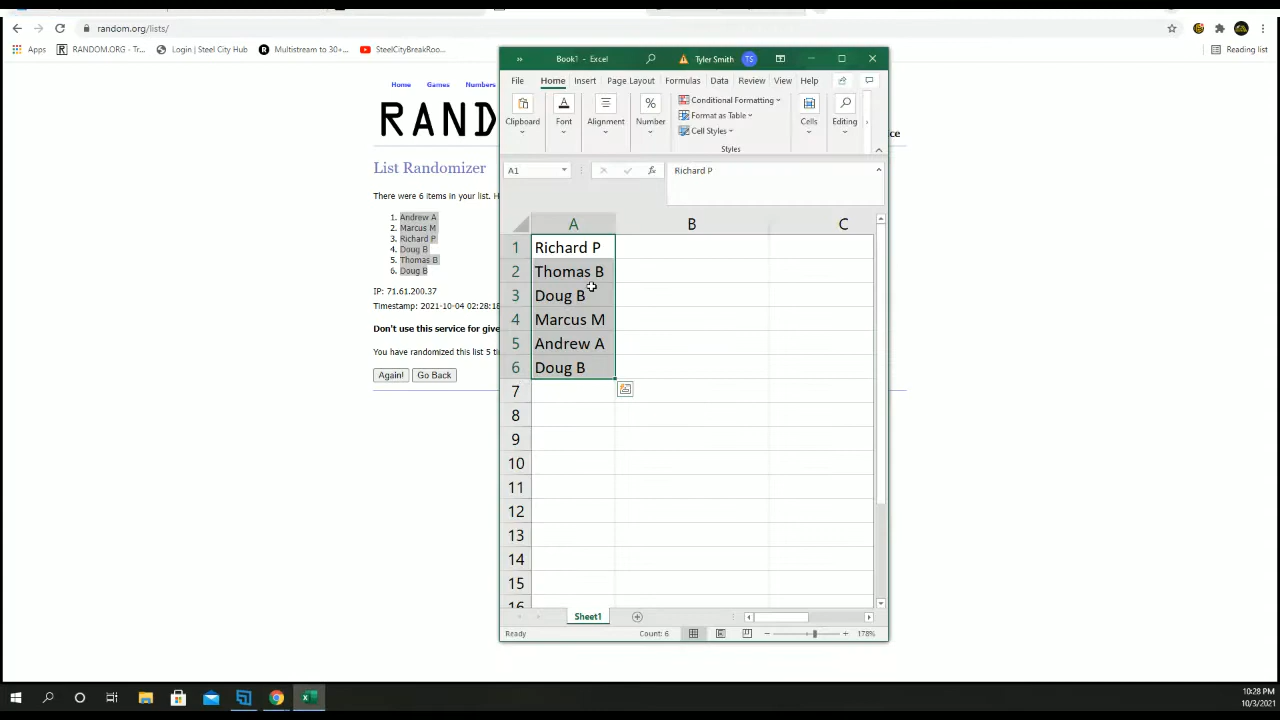 random.org/lists/
Apps
RANDOM.ORG - Tr...
Login | Steel City Hub
Multistream to 30+...
SteelCityBreakRoo...
Reading list
Home
Games
Numbers
RAND
List Randomizer
There were 6 items in your list. H
1. Andrew A
2. Marcus M
3. Richard P
4. Doug B
5. Thomas B
6. Doug B
IP: 71.61.200.37
Timestamp: 2021-10-04 02:28:18
Don't use this service for give
You have randomized this list 5 ti
Again!
Go Back
ce
Book1 - Excel
Tyler Smith
TS
File
Home
Insert
Page Layout
Formulas
Data
Review
View
Help
Clipboard
Font
Alignment
Number
Conditional Formatting
Format as Table
Cell Styles
Styles
Cells
Editing
A1
fx
Richard P
A B C
1 Richard P
2 Thomas B
3 Doug B
4 Marcus M
5 Andrew A
6 Doug B
7
8
9
10
11
12
13
14
15
16
Sheet1
Ready
Count: 6
178%
10:28 PM
10/3/2021